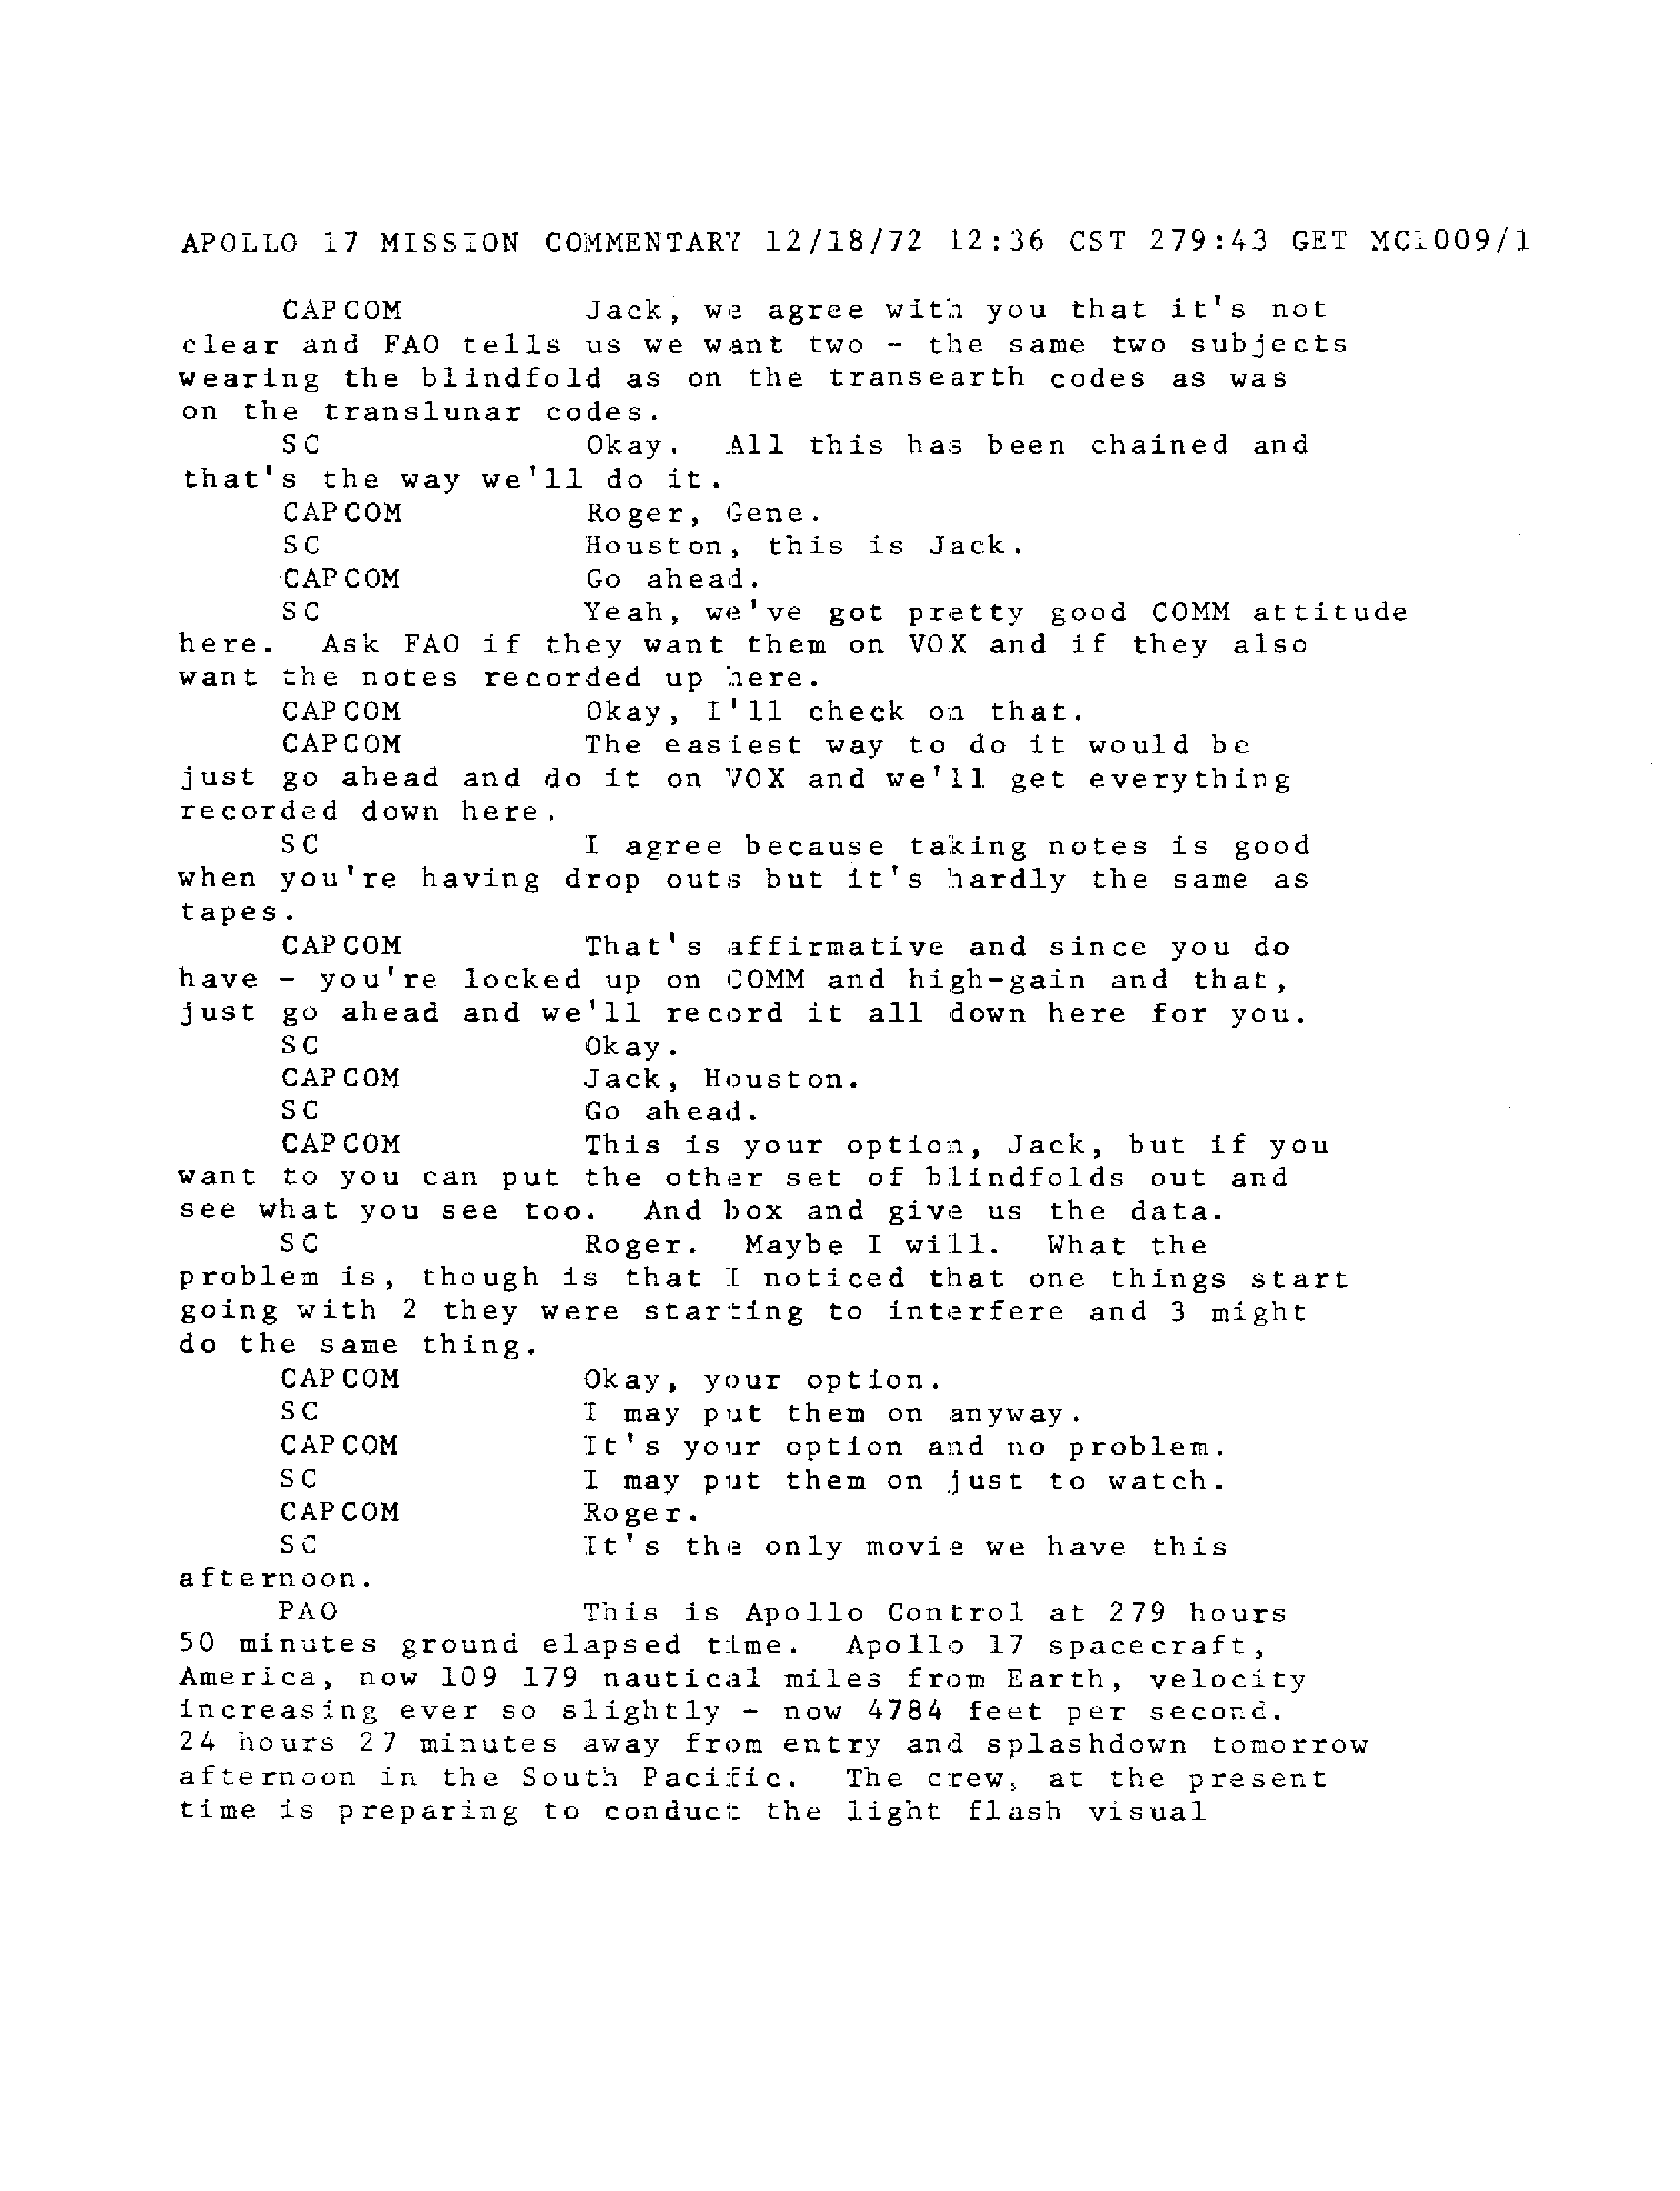 APOLLO 17 MISSION COMMENTARY 12/18/72 12:36 CST 279:43 GET MC1009/1
CAPCOM Jack, we agree with you that it's not
clear and FAO tells us we want two - the same two subjects
wearing the blindfold as on the transearth codes as was
on the translunar codes.
SC Okay. All this has been chained and
that's the way we'll do it.
CAPCOM Roger, Gene.
SC Houston, this is Jack.
CAPCOM Go ahead.
SC Yeah, we've got pretty good COMM attitude
here. Ask FAO if they want them on VOX and if they also
want the notes recorded up here.
CAPCOM Okay, I'll check on that.
CAPCOM The easiest way to do it would be
just go ahead and do it on VOX and we'll get everything
recorded down here.
SC I agree because taking notes is good
when you're having drop outs but it's hardly the same as
tapes.
CAPCOM That's affirmative and since you do
have - you're locked up on COMM and high-gain and that,
just go ahead and we'll record it all down here for you.
SC Okay.
CAPCOM Jack, Houston.
SC Go ahead.
CAPCOM This is your option, Jack, but if you
want to you can put the other set of blindfolds out and
see what you see too. And box and give us the data.
SC Roger. Maybe I will. What the
problem is, though is that I noticed that one things start
going with 2 they were starting to interfere and 3 might
do the same thing.
CAPCOM Okay, your option.
SC I may put them on anyway.
CAPCOM It's your option and no problem.
SC I may put them on just to watch.
CAPCOM Roger.
SC It's the only movie we have this
afternoon.
PAO This is Apollo Control at 279 hours
50 minutes ground elapsed time. Apollo 17 spacecraft,
America, now 109 179 nautical miles from Earth, velocity
increasing ever so slightly - now 4784 feet per second.
24 hours 27 minutes away from entry and splashdown tomorrow
afternoon in the South Pacific. The crew, at the present
time is preparing to conduct the light flash visual